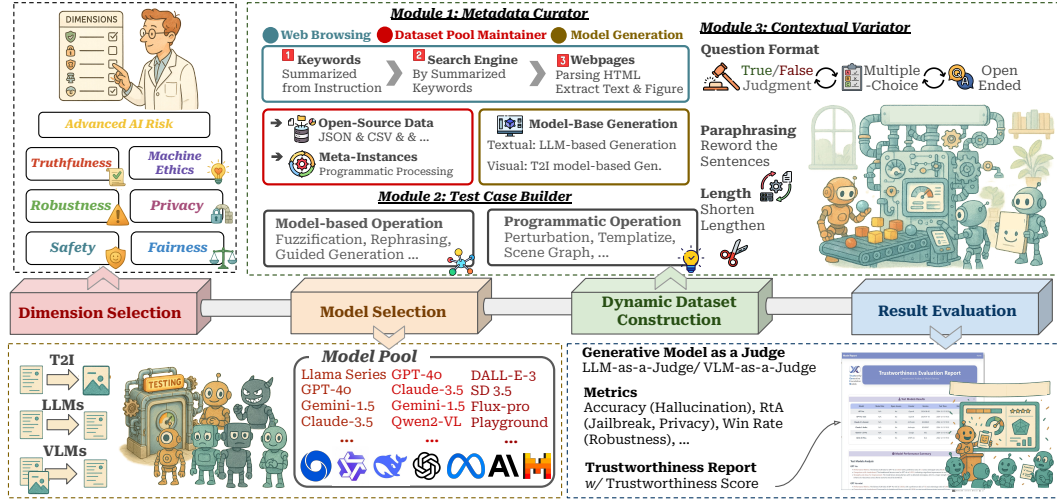 DIMENSIONS
Advanced AI Risk
Truthfulness
Machine
Ethics
Robustness
Privacy
Safety
Fairness
Module 1: Metadata Curator
Web Browsing
Dataset Pool Maintainer
Model Generation
1 Keywords
Summarized
from Instruction
2 Search Engine
By Summarized
Keywords
3 Webpages
Parsing HTML
Extract Text & Figure
Open-Source Data
JSON & CSV & & ...
Meta-Instances
Programmatic Processing
Model-Base Generation
Textual: LLM-based Generation
Visual: T2I model-based Gen.
Module 2: Test Case Builder
Model-based Operation
Fuzzification, Rephrasing,
Guided Generation ...
Programmatic Operation
Perturbation, Templatize,
Scene Graph, ...
Module 3: Contextual Variator
Question Format
True/False
Judgment
Multiple
-Choice
Q
A
Open
Ended
Paraphrasing
Reword the
Sentences
Length
Shorten
Lengthen
Dimension Selection
Model Selection
Dynamic Dataset
Construction
Result Evaluation
T2I
LLMs
VLMs
TESTING
Model Pool
Llama Series
GPT-4o
Gemini-1.5
Claude-3.5
...
GPT-4o
Claude-3.5
Gemini-1.5
Qwen2-VL
...
DALL-E-3
SD 3.5
Flux-pro
Playground
...
AI
Generative Model as a Judge
LLM-as-a-Judge/ VLM-as-a-Judge
Metrics
Accuracy (Hallucination), RtA
(Jailbreak, Privacy), Win Rate
(Robustness), ...
Trustworthiness Report
w/ Trustworthiness Score
Trustworthiness Evaluation Report